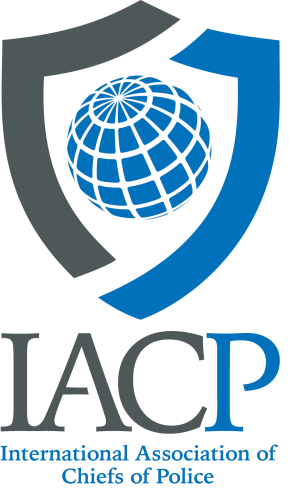 IACP
International Association of
Chiefs of Police